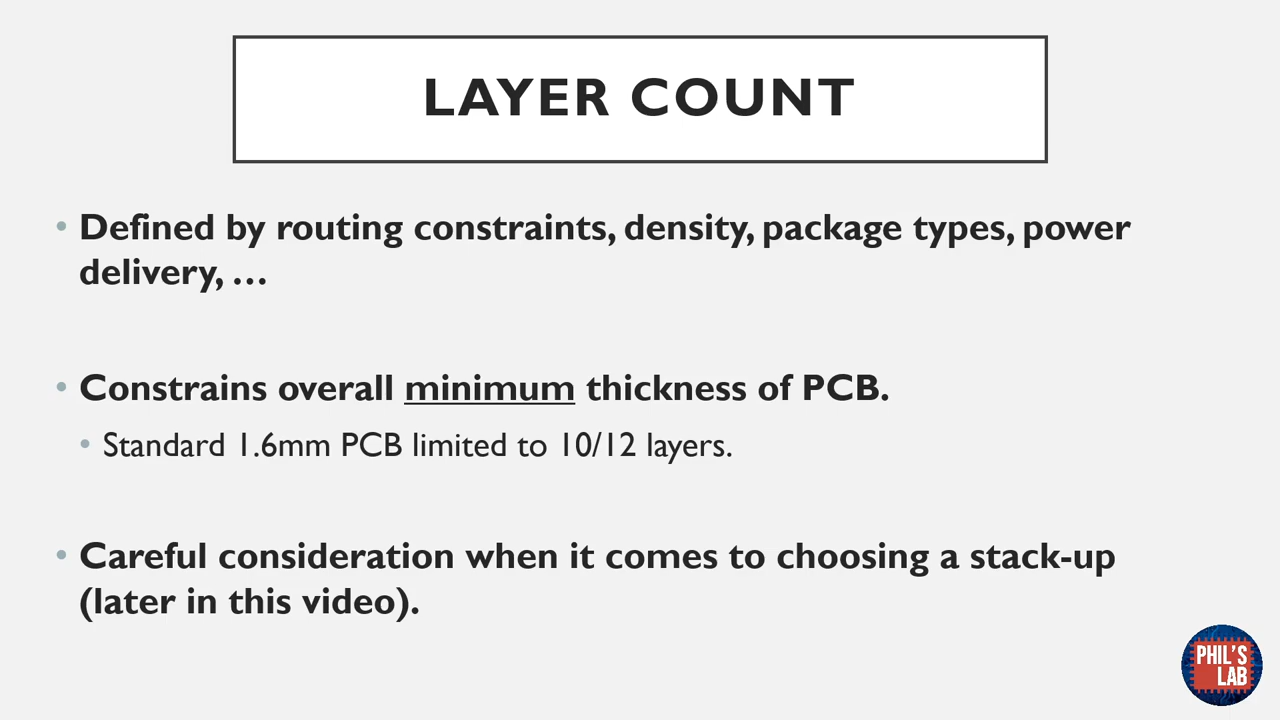 LAYER COUNT
• Defined by routing constraints, density, package types, power
delivery, …
• Constrains overall minimum thickness of PCB.
• Standard 1.6mm PCB limited to 10/12 layers.
• Careful consideration when it comes to choosing a stack-up
(later in this video).
PHIL'S
LAB